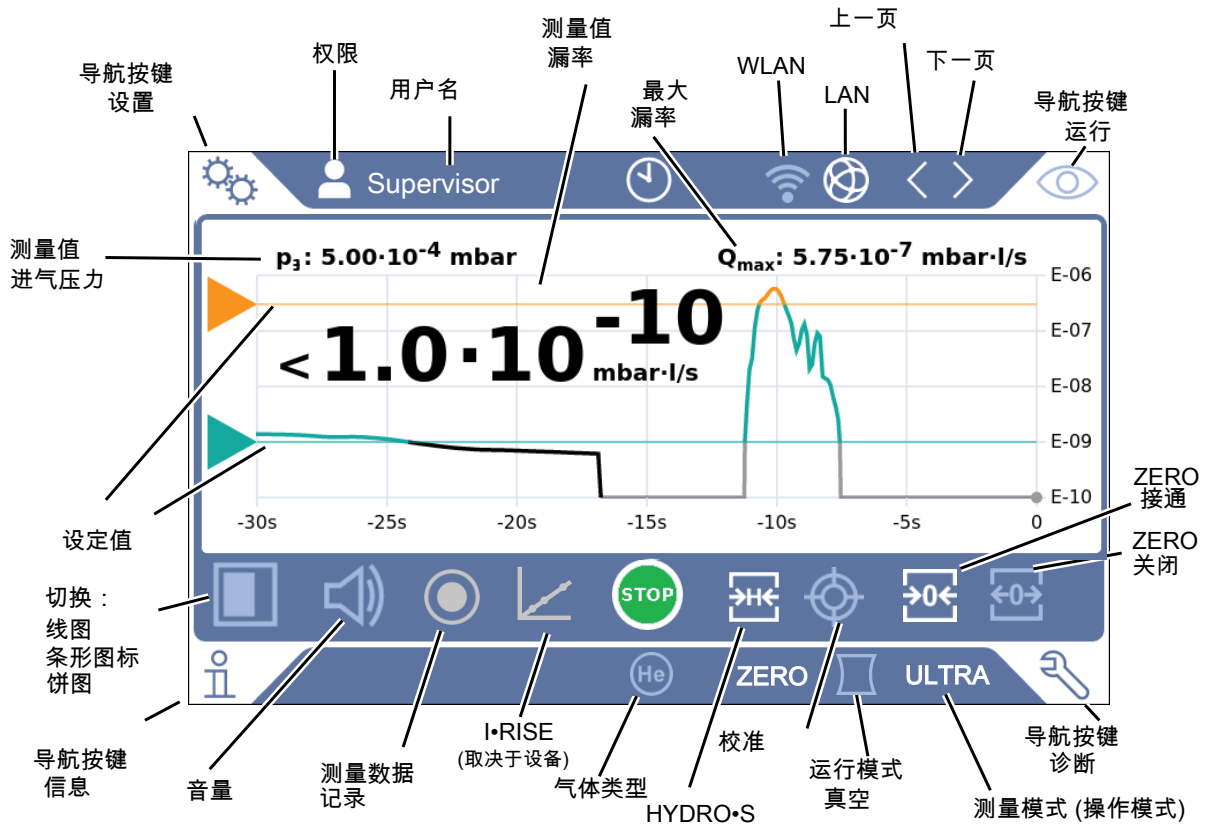 上一页
测量值
漏率
权限
WLAN
下一页
导航按键
设置
用户名
最大
漏率
LAN
导航按键
运行
Supervisor
测量值
进气压力
p₃: 5.00·10⁻⁴ mbar
Qmax: 5.75·10⁻⁷ mbar·l/s
E-06
<1.0·10⁻¹⁰
mbar·l/s
E-07
E-08
E-09
E-10
-30s
-25s
-20s
-15s
-10s
-5s
0
设定值
ZERO
接通
ZERO
关闭
切换：
线图
条形图标
饼图
STOP
H
0
0
He
ZERO
ULTRA
导航按键
信息
音量
测量数据
记录
I•RISE
(取决于设备)
气体类型
HYDRO•S
校准
运行模式
真空
导航按键
诊断
测量模式 (操作模式)